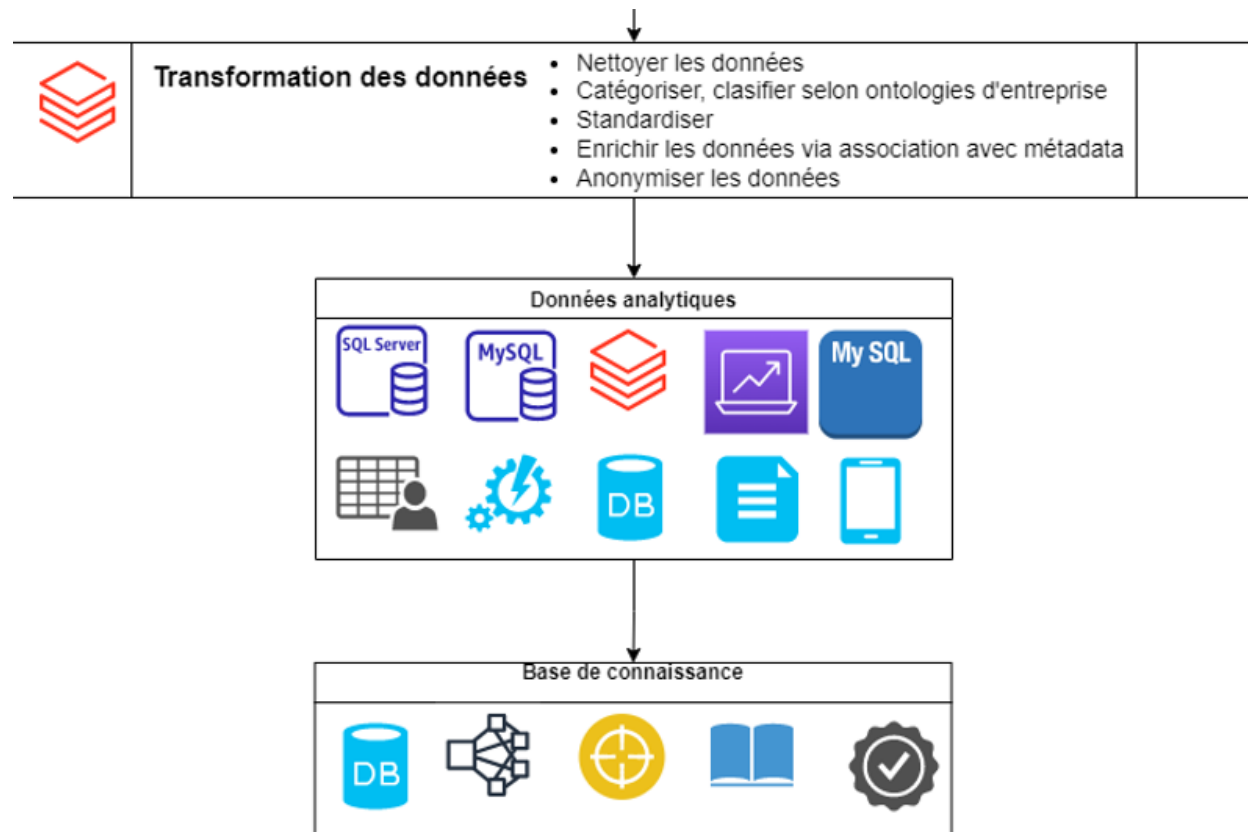 Transformation des données
• Nettoyer les données
• Catégoriser, clasifier selon ontologies d'entreprise
• Standardiser
• Enrichir les données via association avec métadata
• Anonymiser les données
Données analytiques
SQL Server
MySQL
My SQL
DB
Base de connaissance
DB